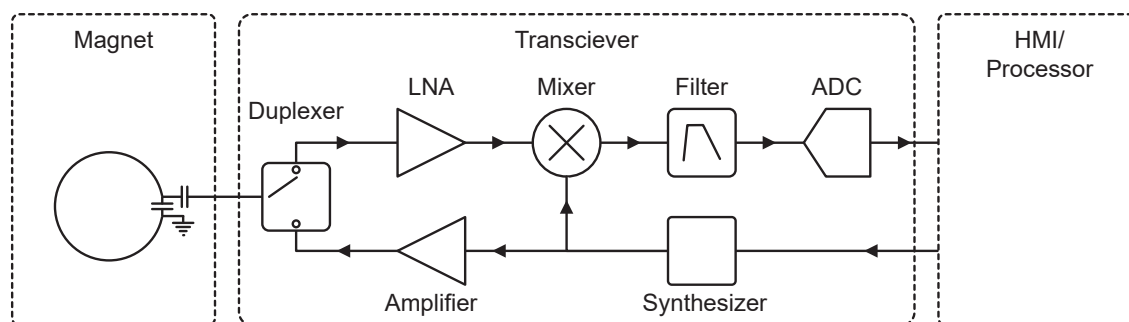 Magnet
Transciever
HMI/
Processor
LNA
Mixer
Filter
ADC
Duplexer
Amplifier
Synthesizer